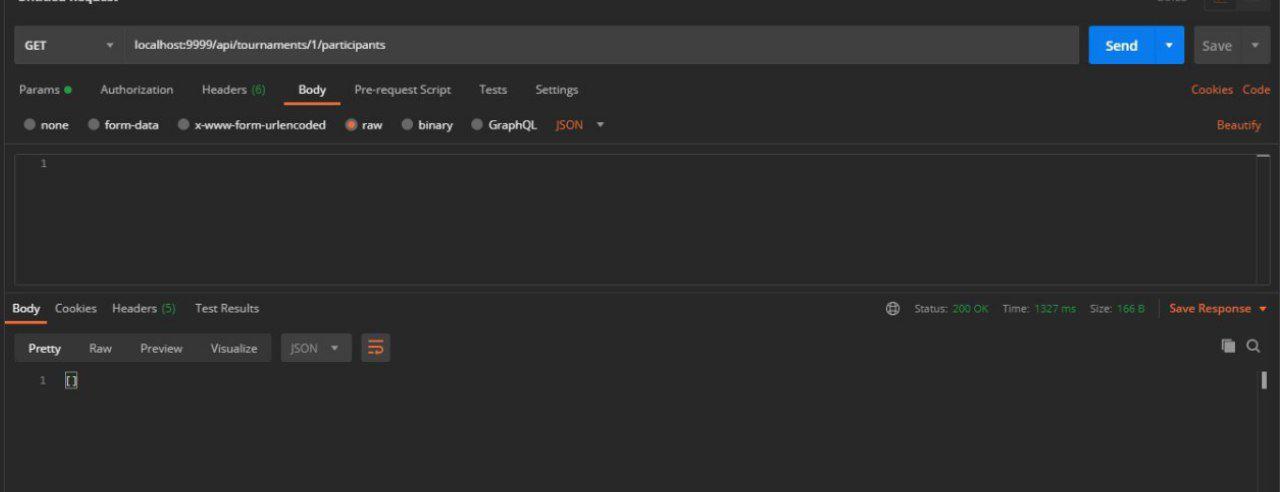 GET localhost:9999/api/tournaments/1/participants Send Save
Params Authorization Headers (6) Body Pre-request Script Tests Settings Cookies Code
none form-data x-www-form-urlencoded raw binary GraphQL JSON Beautify
1
Body Cookies Headers (5) Test Results Status: 200 OK Time: 1327 ms Size: 166 B Save Response
Pretty Raw Preview Visualize JSON
1 []